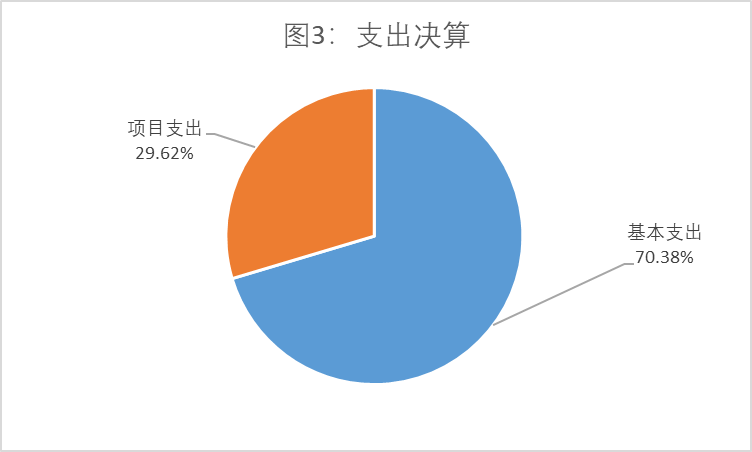 图3：支出决算
项目支出
29.62%
基本支出
70.38%